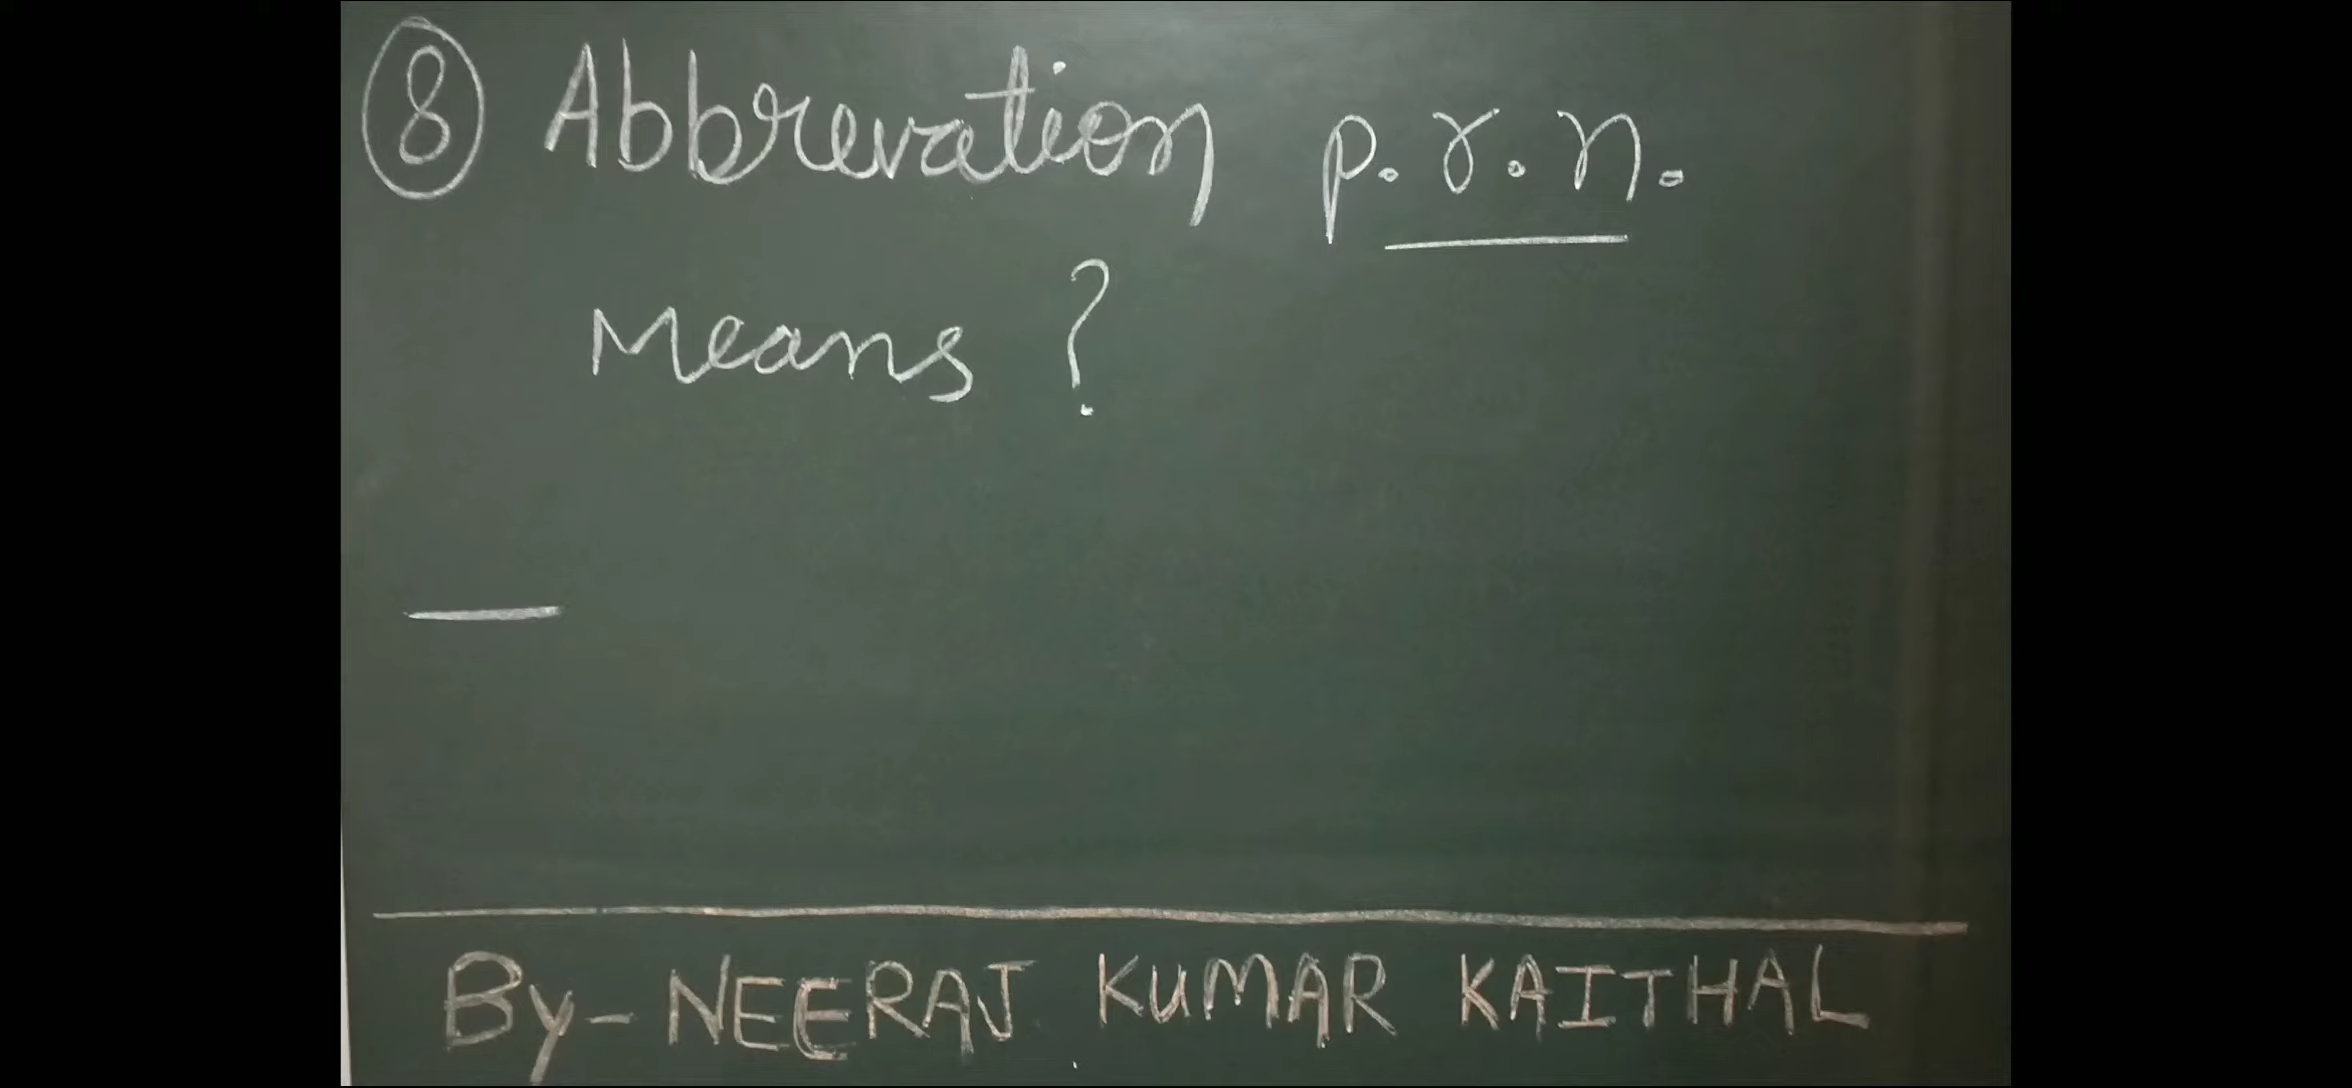 8 Abbrevation p.r.n.
Means ?
By- NEERAJ KUMAR KAITHAL